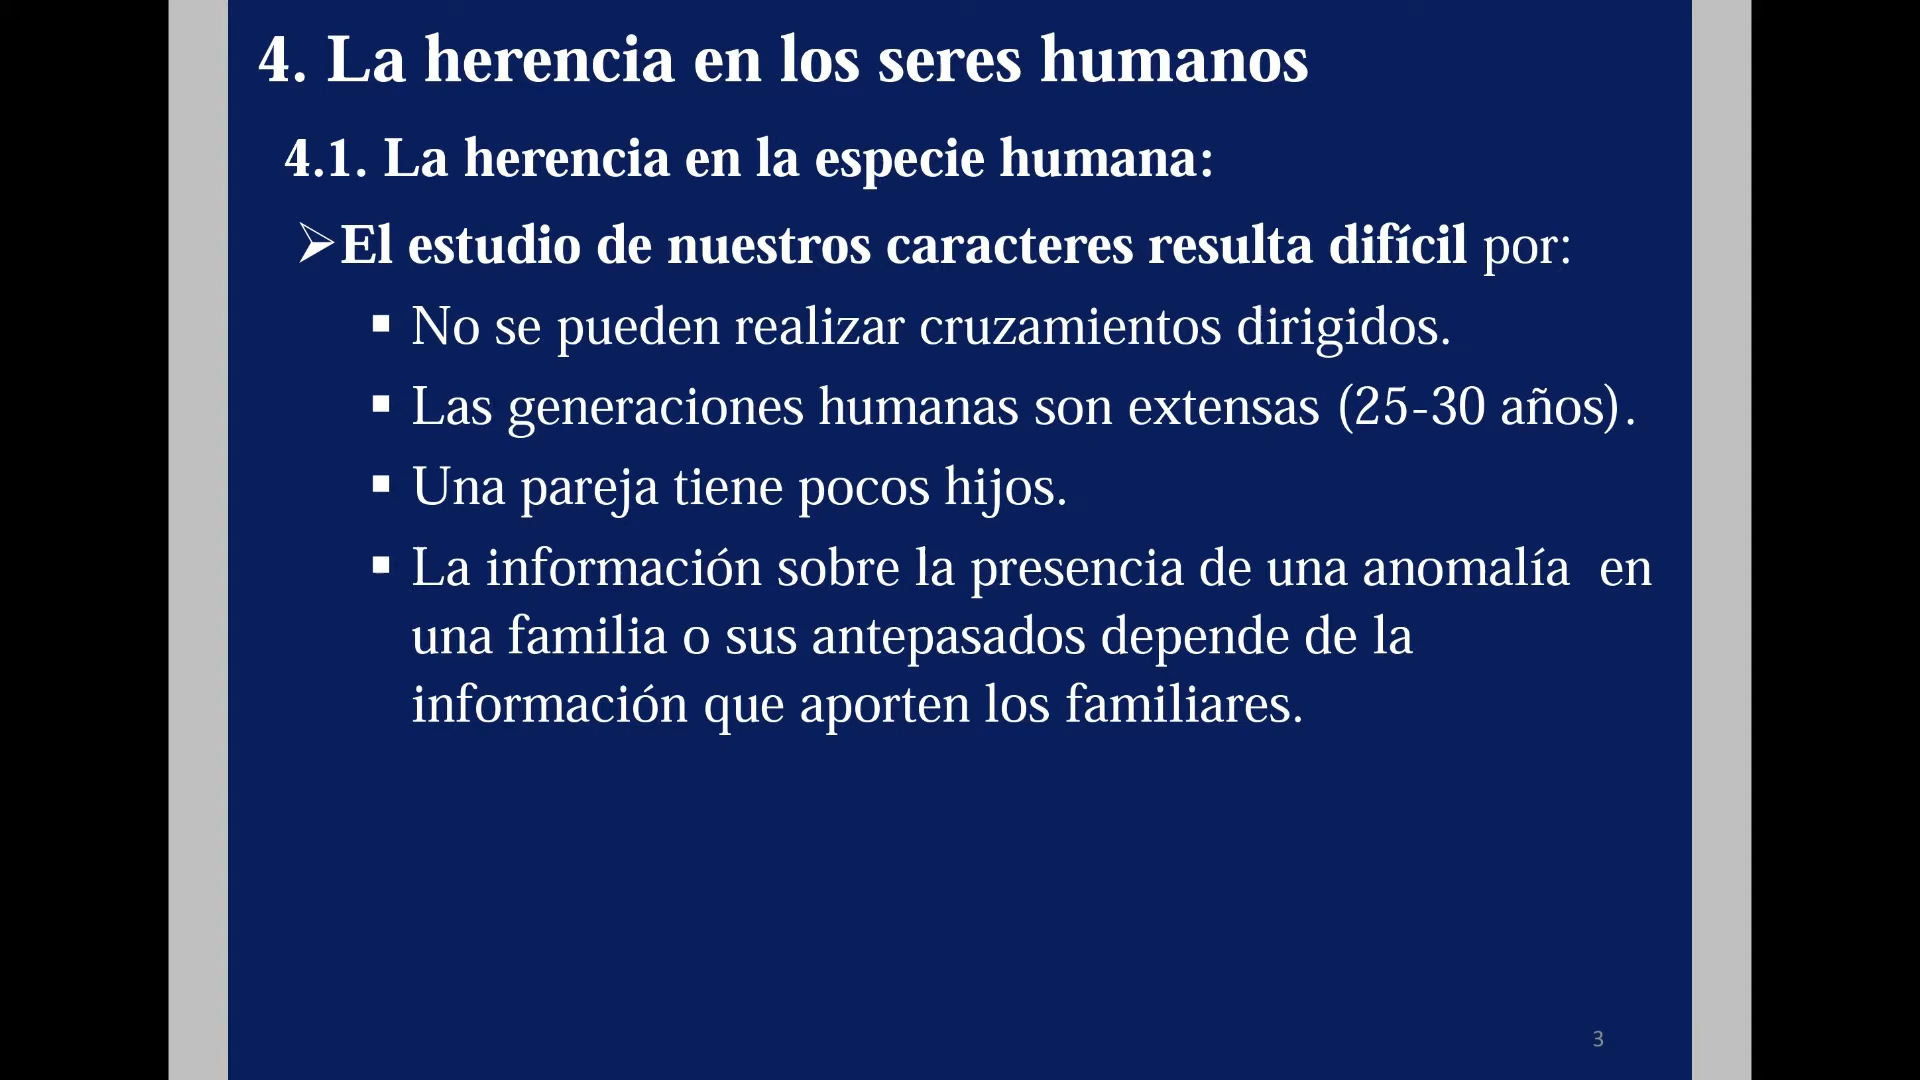 4. La herencia en los seres humanos
4.1. La herencia en la especie humana:
➢El estudio de nuestros caracteres resulta difícil por:
▪ No se pueden realizar cruzamientos dirigidos.
▪ Las generaciones humanas son extensas (25-30 años).
▪ Una pareja tiene pocos hijos.
▪ La información sobre la presencia de una anomalía  en
una familia o sus antepasados depende de la
información que aporten los familiares.
3